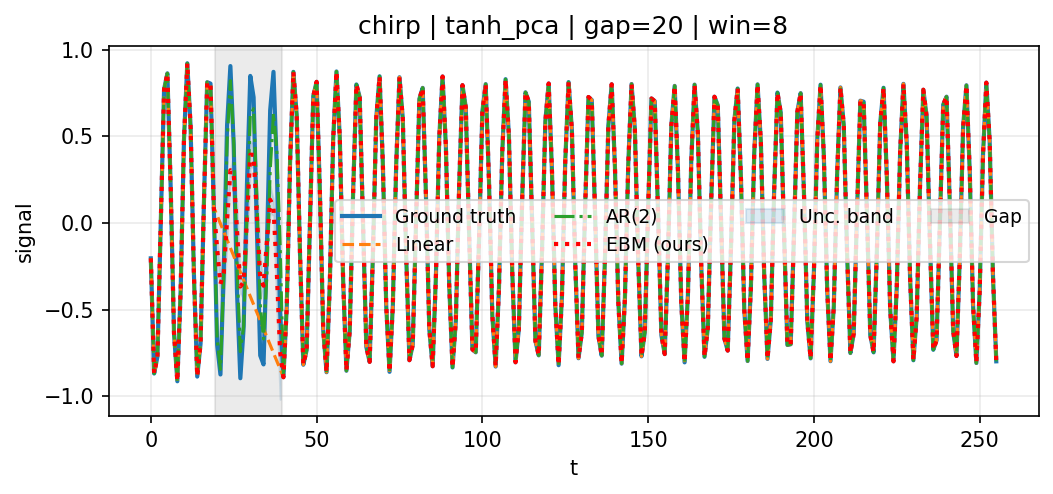 chirp | tanh_pca | gap=20 | win=8
1.0
0.5
0.0
−0.5
−1.0
signal
Ground truth
Linear
AR(2)
EBM (ours)
Unc. band
Gap
0
50
100
150
200
250
t